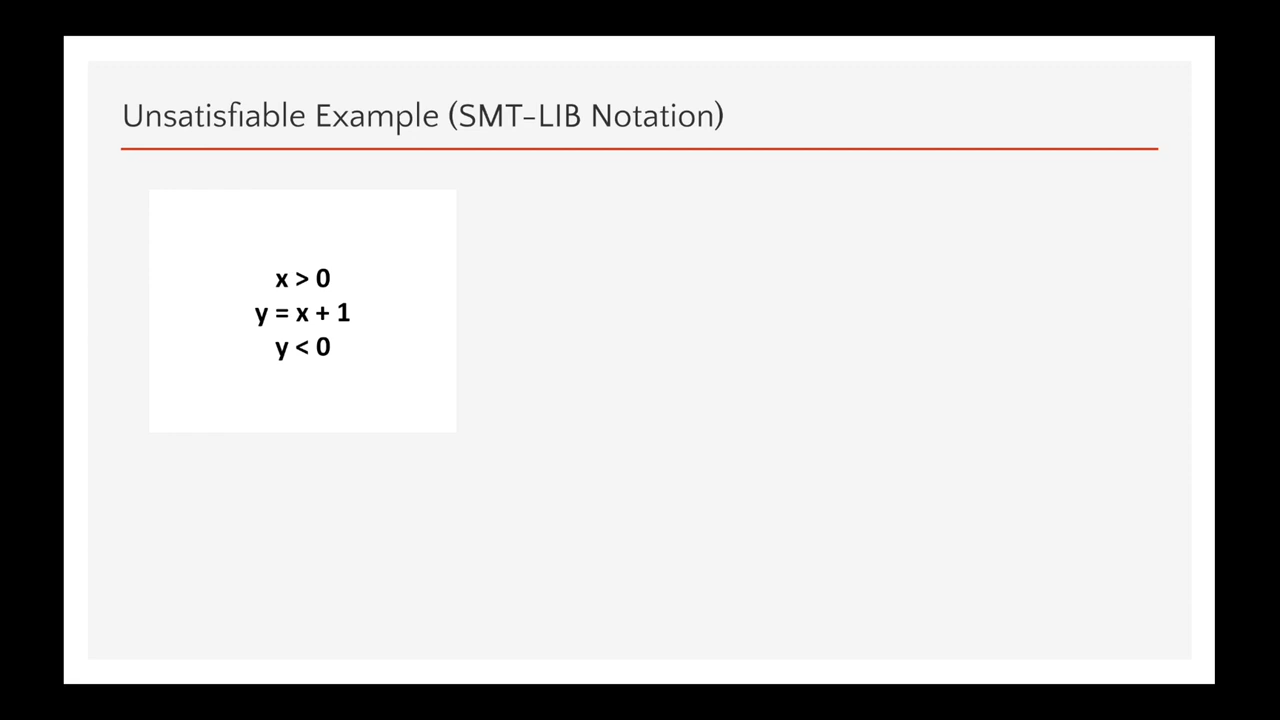 Unsatisfiable Example (SMT-LIB Notation)
x > 0
y = x + 1
y < 0